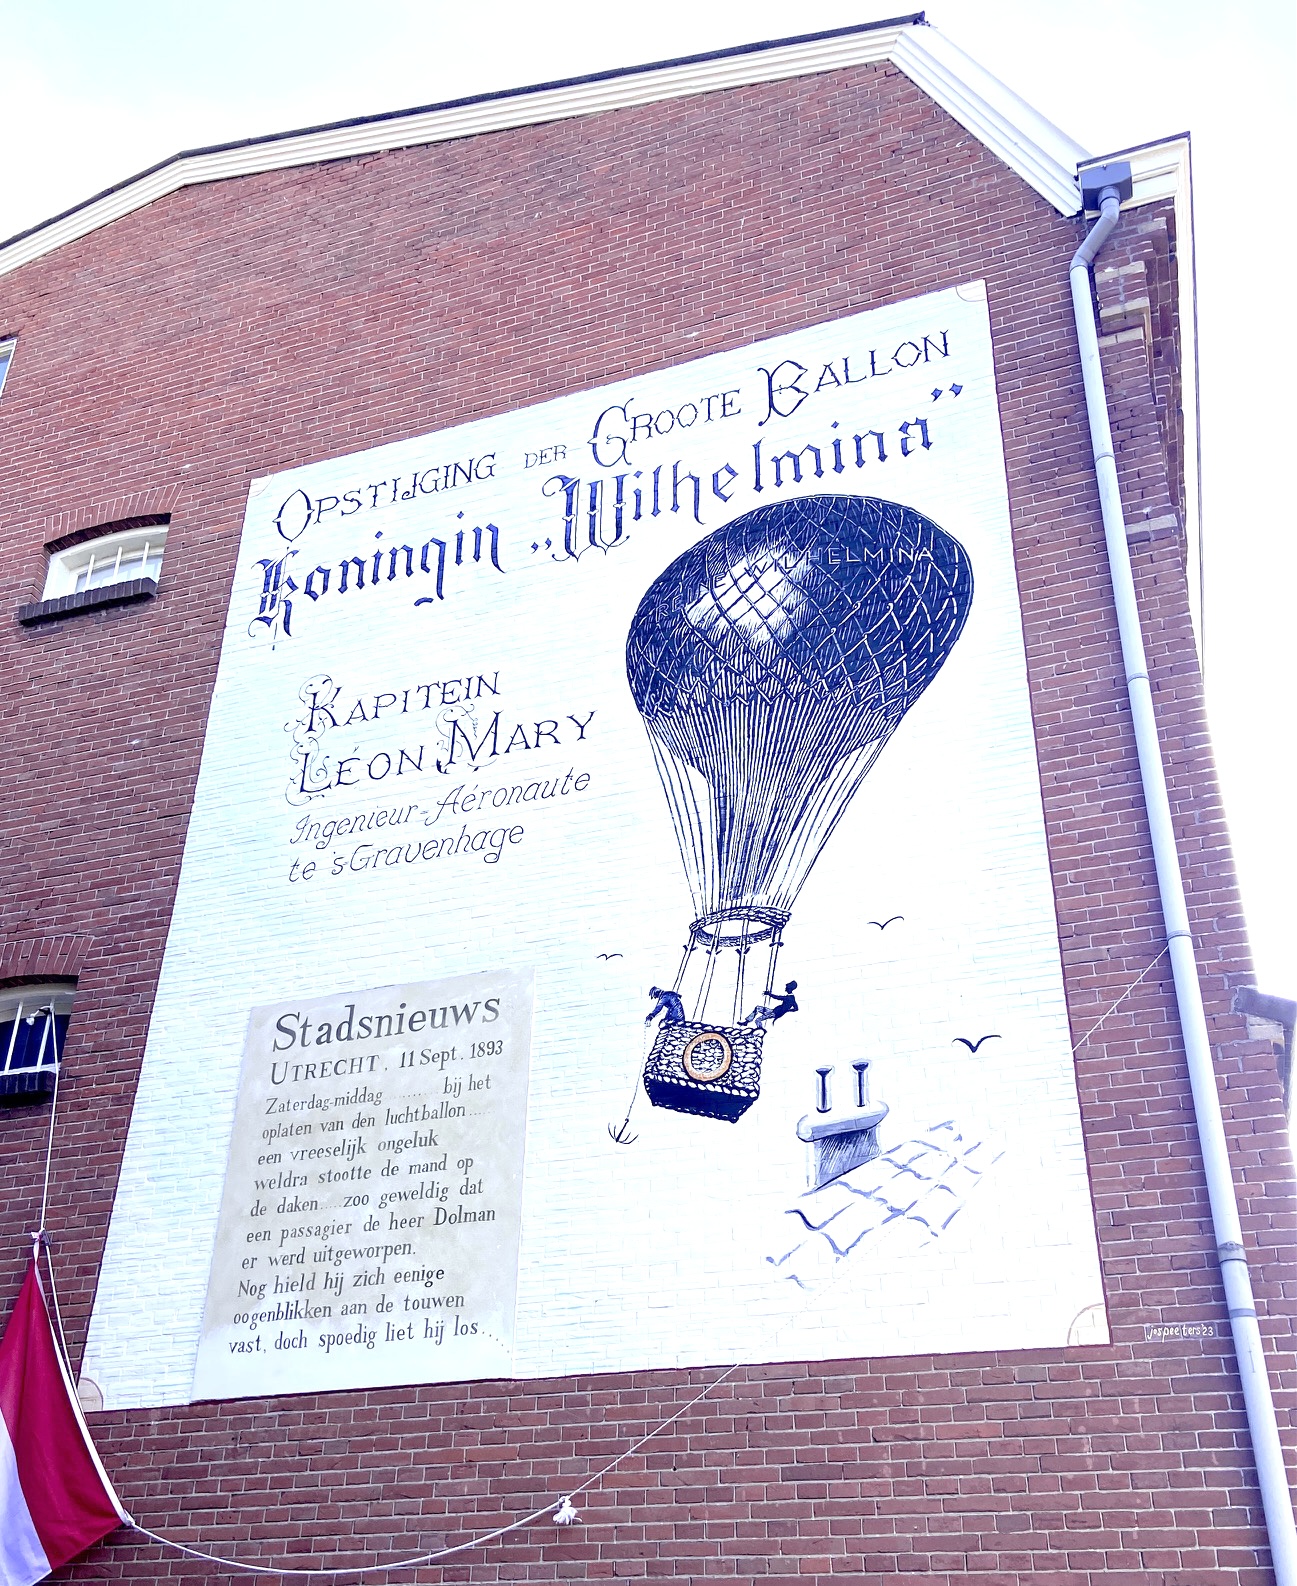 OPSTIJGING DER GROOTE BALLON
Koningin „Wilhelmina”
WILHELMINA
KAPITEIN
LÉON MARY
Ingenieur-Aéronaute
te 's-Gravenhage
Stadsnieuws
UTRECHT, 11 Sept. 1893
Zaterdag-middag ........ bij het
oplaten van den luchtballon .....
een vreeselijk ongeluk
weldra stootte de mand op
de daken.....zoo geweldig dat
een passagier de heer Dolman
er werd uitgeworpen.
Nog hield hij zich eenige
oogenblikken aan de touwen
vast, doch spoedig liet hij los...
jospeeters'23